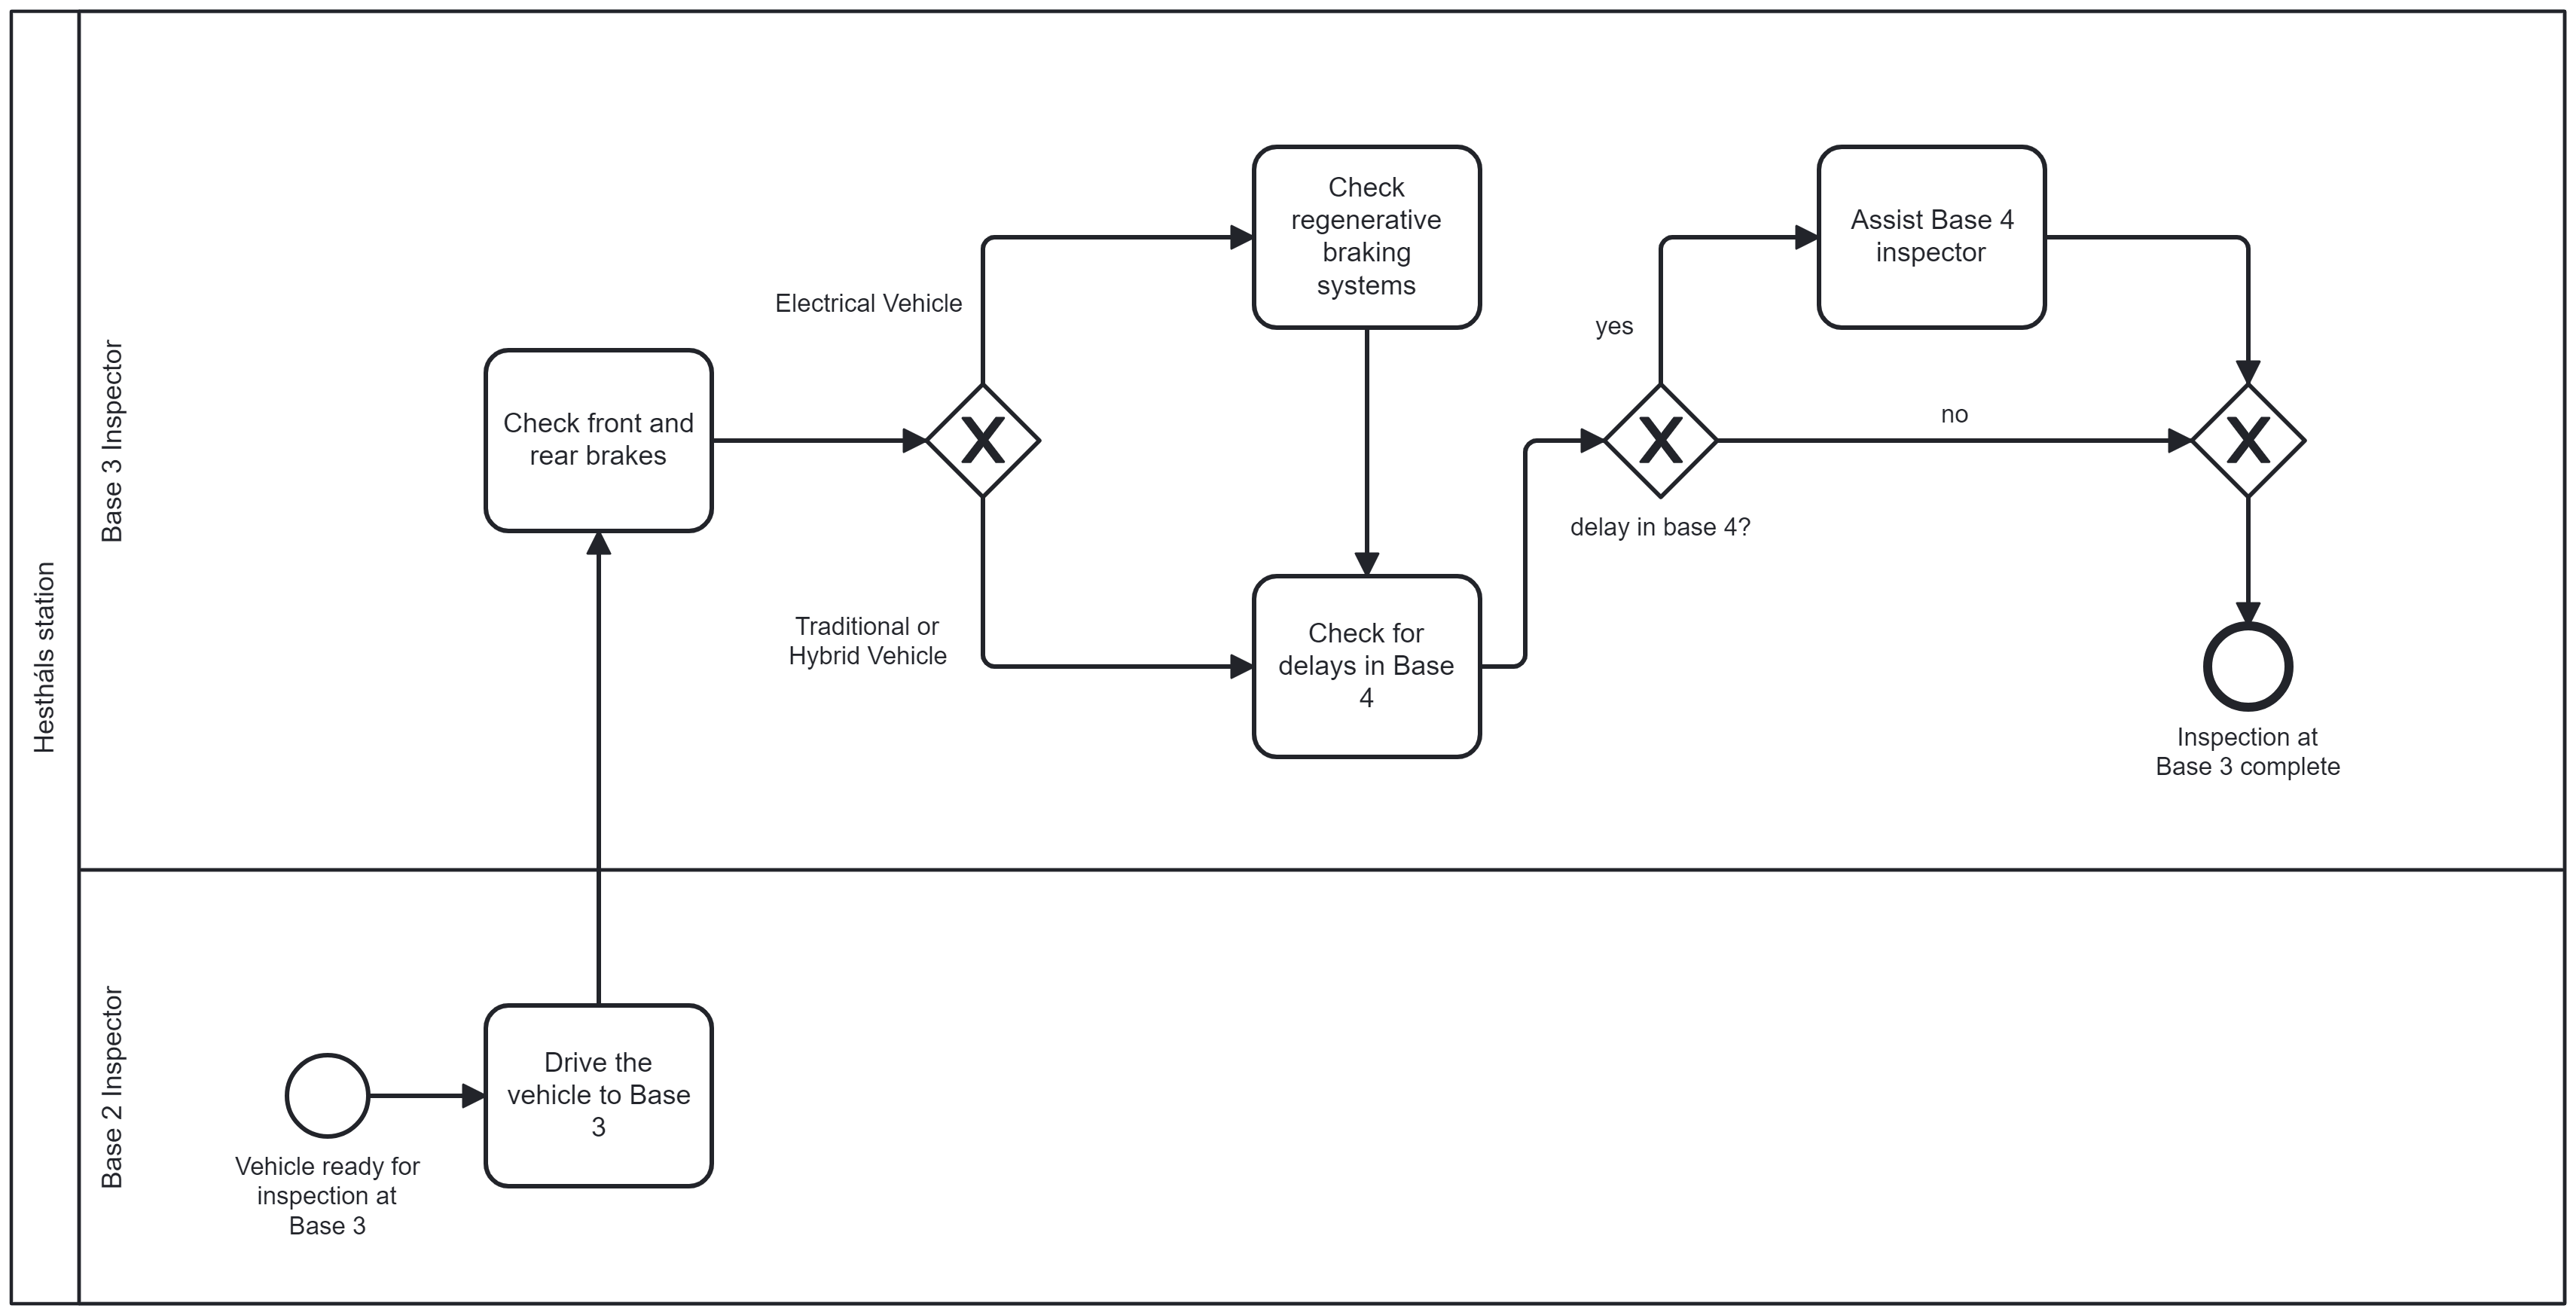 Hestháls station
Base 3 Inspector
Check front and
rear brakes
Electrical Vehicle
Traditional or
Hybrid Vehicle
Check
regenerative
braking
systems
Check for
delays in Base
4
yes
no
delay in base 4?
Assist Base 4
inspector
Inspection at
Base 3 complete
Base 2 Inspector
Vehicle ready for
inspection at
Base 3
Drive the
vehicle to Base
3